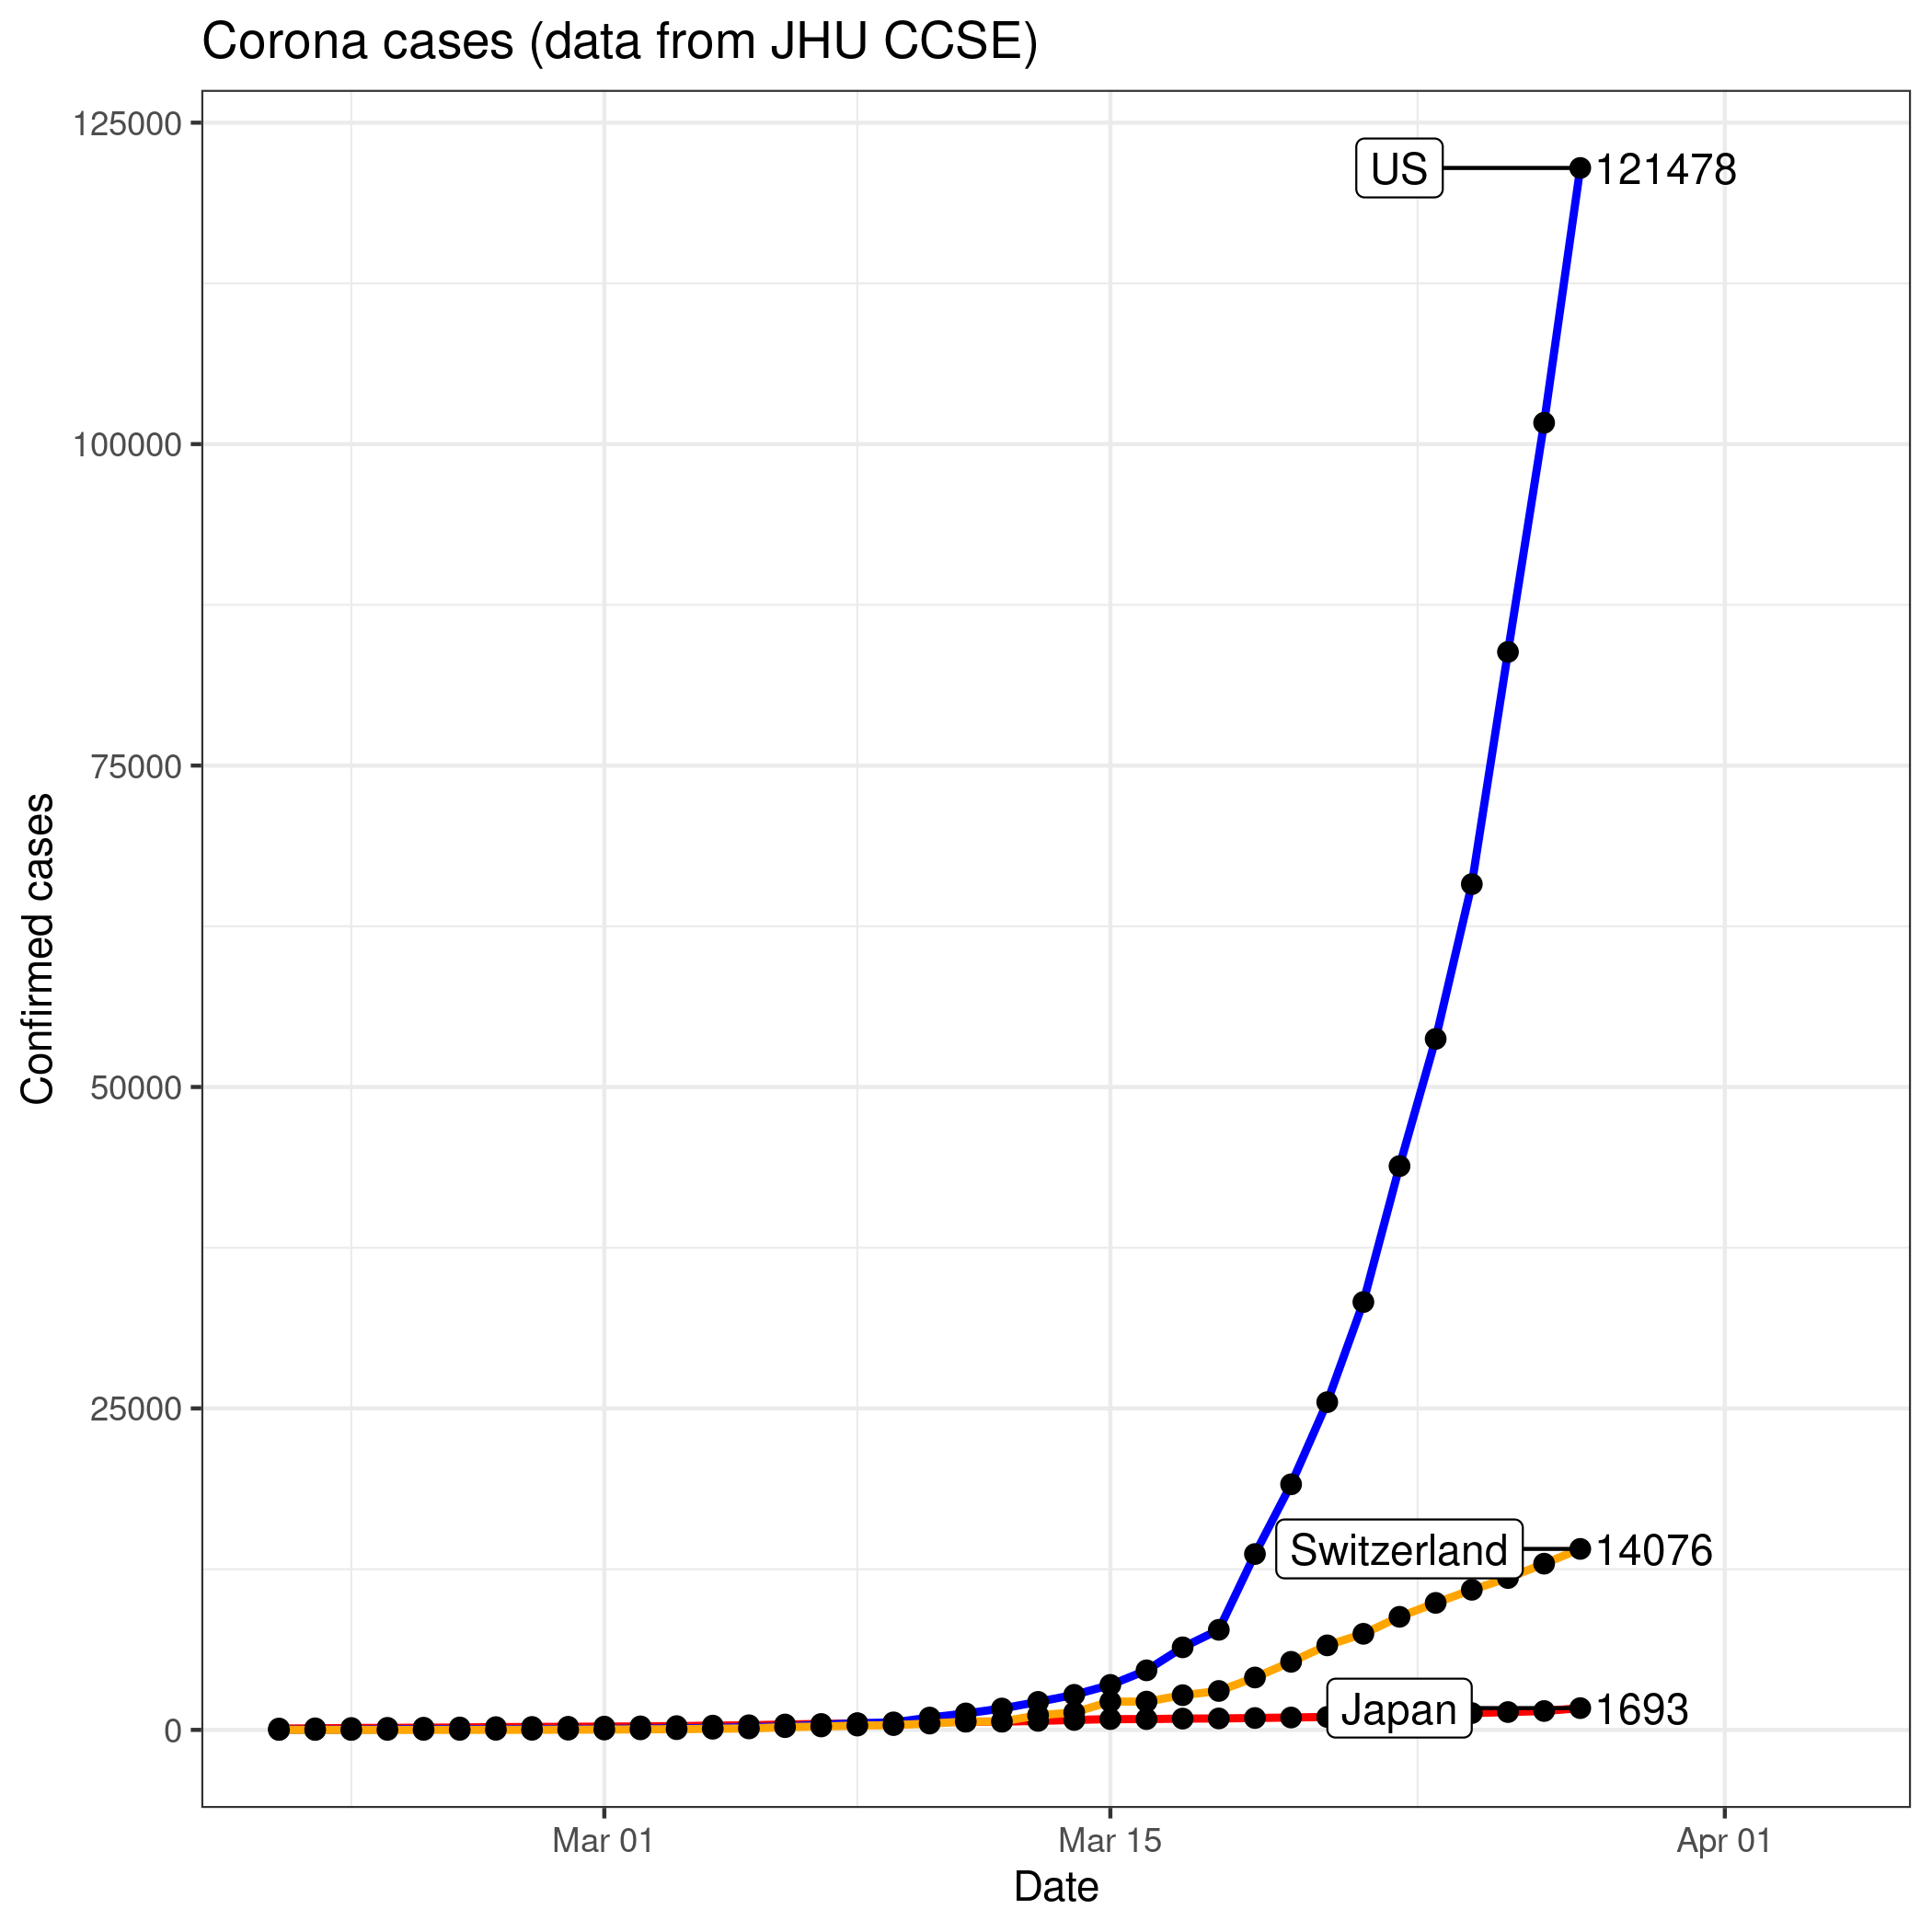 Corona cases (data from JHU CCSE)
125000
US
121478
100000
75000
Confirmed cases
50000
25000
Switzerland
14076
Japan
1693
0
Mar 01
Mar 15
Apr 01
Date